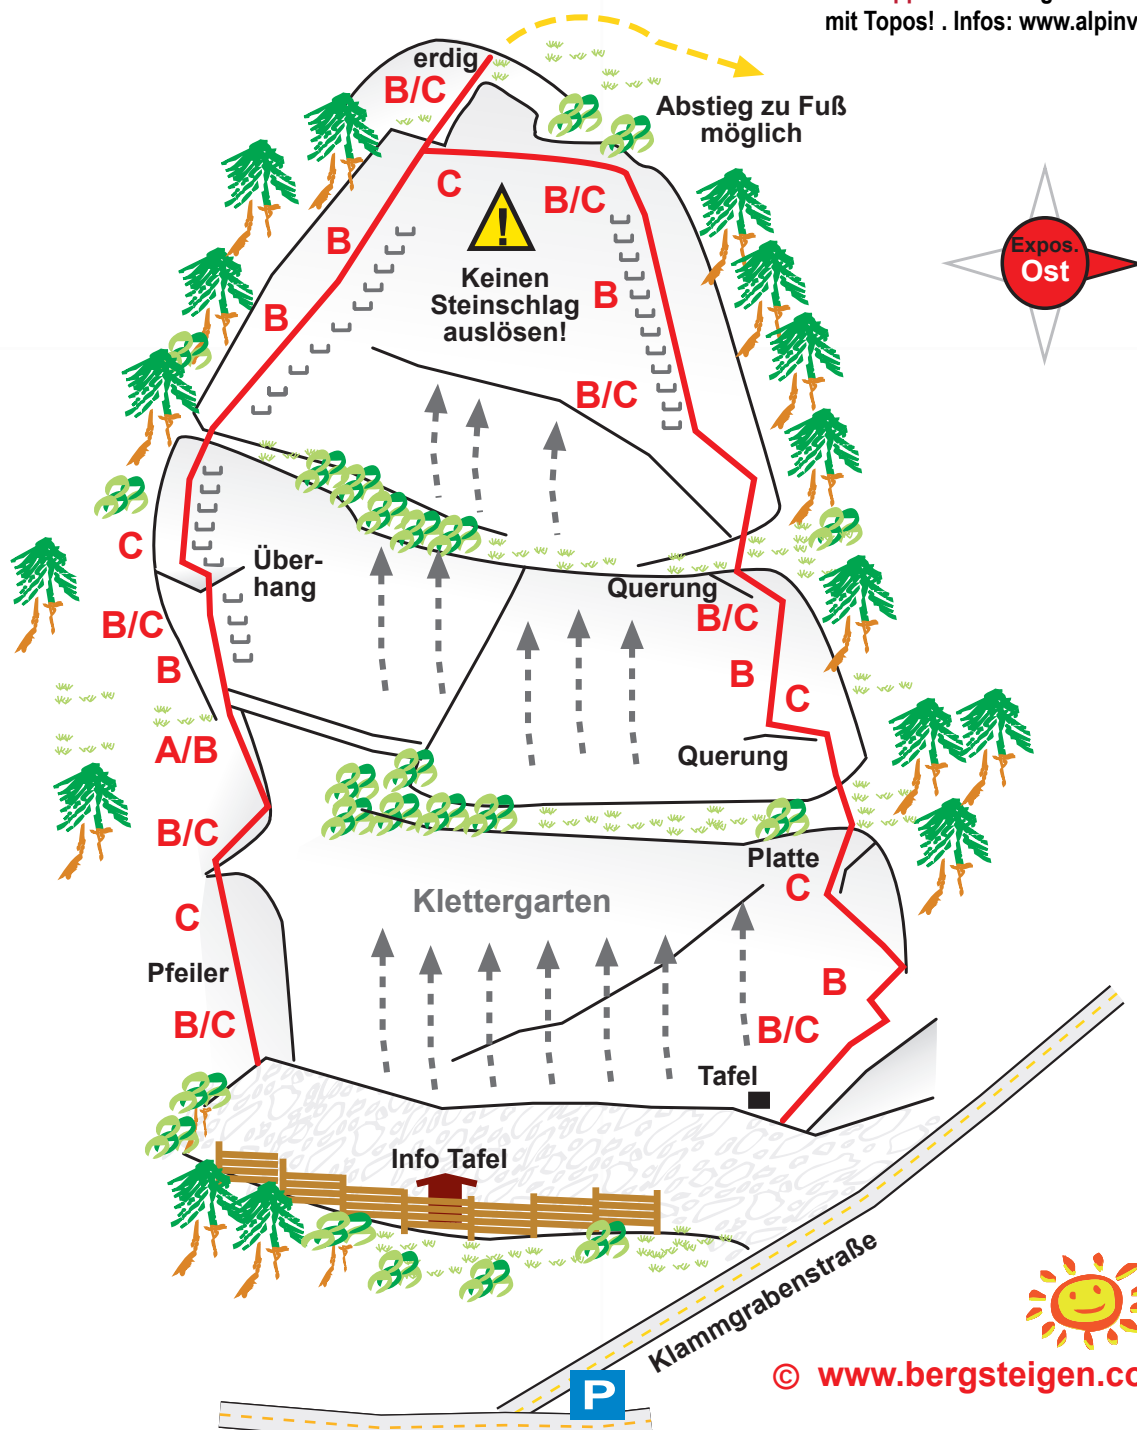 mit Topos! . Infos: www.alpinv
erdig
B/C
Abstieg zu Fuß
möglich
C
B/C
B
!
Keinen
Steinschlag
auslösen!
B
B
B/C
Expos.
Ost
C
Über-
hang
Querung
B/C
B/C
B
B
C
A/B
Querung
B/C
Platte
C
Klettergarten
C
Pfeiler
B
B/C
B/C
Tafel
Info Tafel
Klammgrabenstraße
P
© www.bergsteigen.co